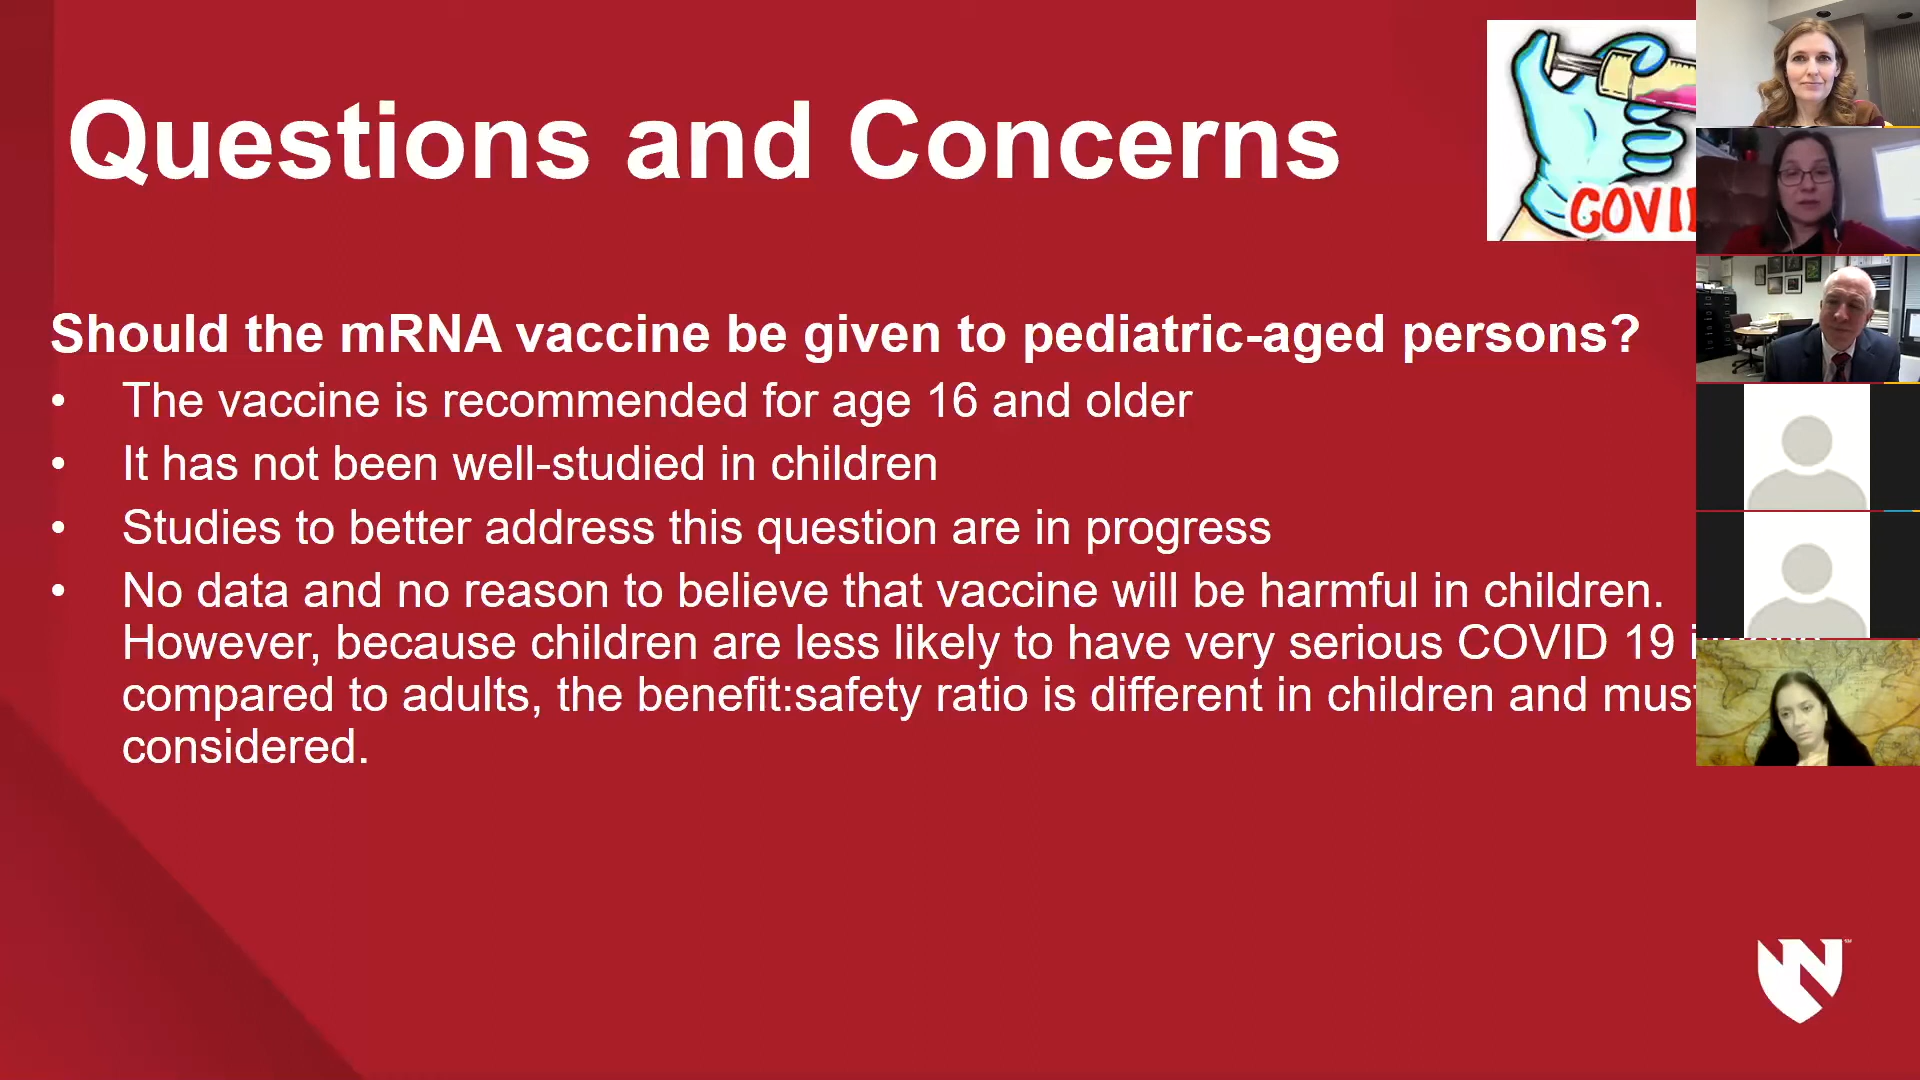 Questions and Concerns
COVI
Should the mRNA vaccine be given to pediatric-aged persons?
• The vaccine is recommended for age 16 and older
• It has not been well-studied in children
• Studies to better address this question are in progress
• No data and no reason to believe that vaccine will be harmful in children.
However, because children are less likely to have very serious COVID 19
compared to adults, the benefit:safety ratio is different in children and
considered.
N